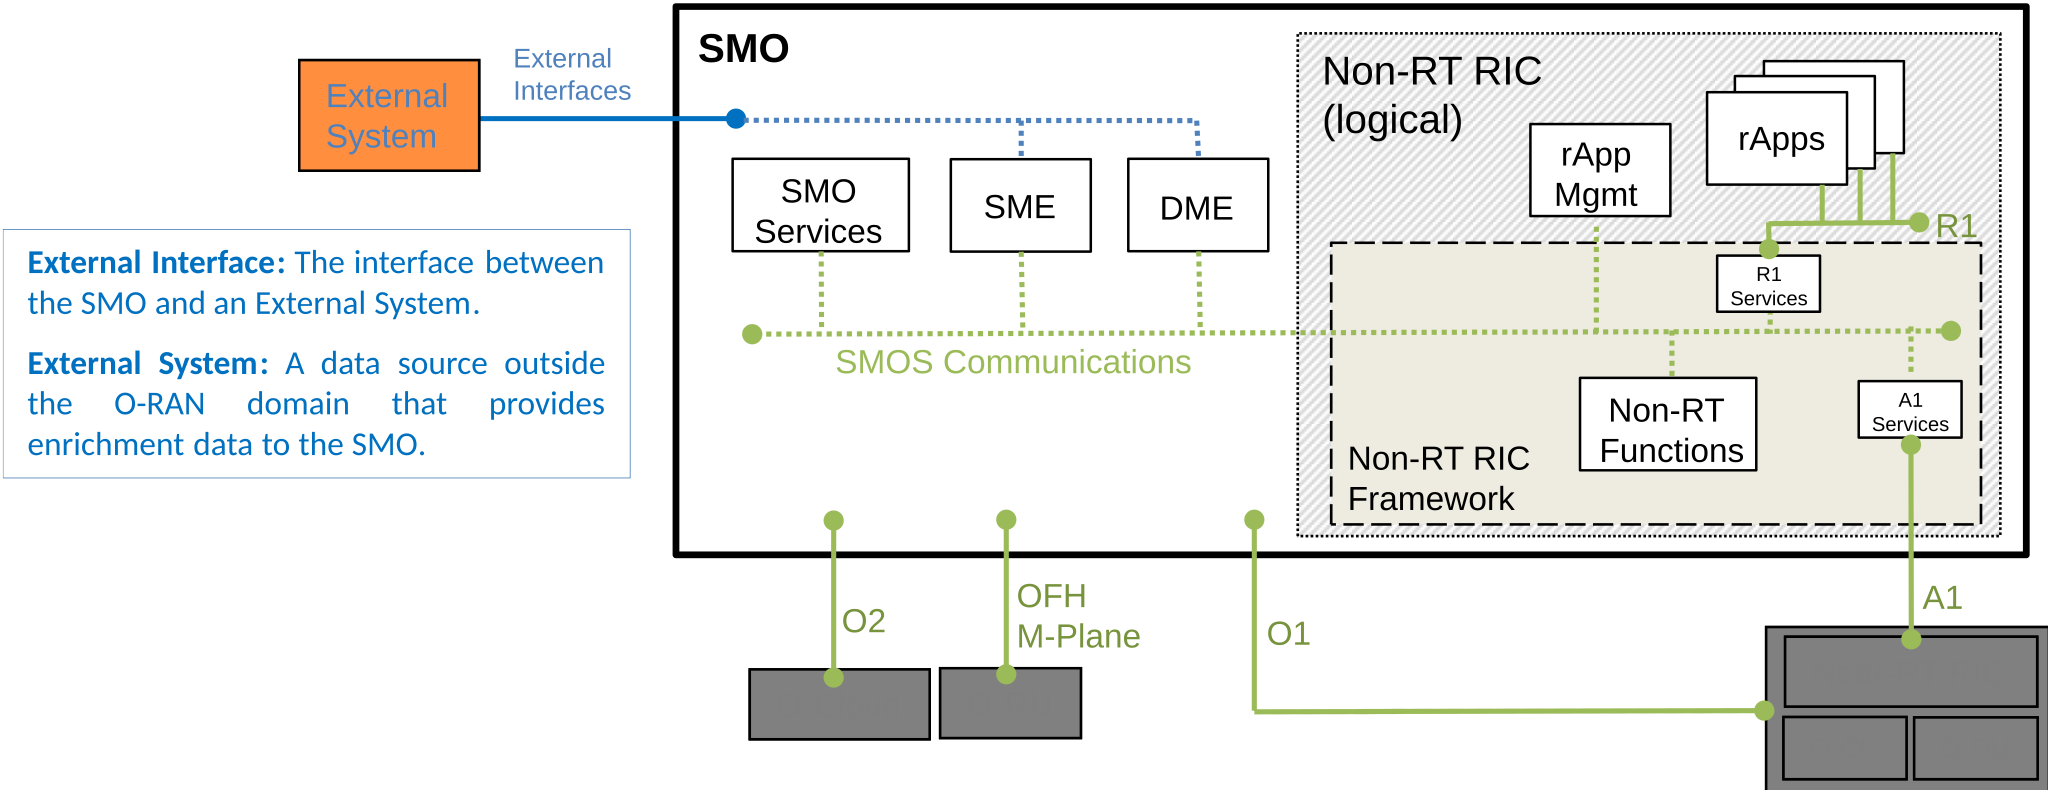 SMO
External
Interfaces
External
System
Non-RT RIC
(logical)
rApps
rApp
Mgmt
SMO
Services
SME
DME
R1
External Interface: The interface between
the SMO and an External System.
External System: A data source outside
the O-RAN domain that provides
enrichment data to the SMO.
R1
Services
SMOS Communications
A1
Services
Non-RT
Functions
Non-RT RIC
Framework
O2
OFH
M-Plane
O1
A1